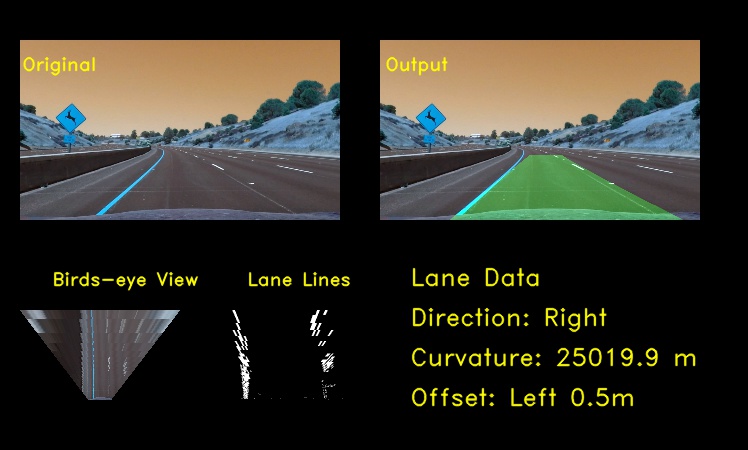 Original
Output
Birds-eye View
Lane Lines
Lane Data
Direction: Right
Curvature: 25019.9 m
Offset: Left 0.5m